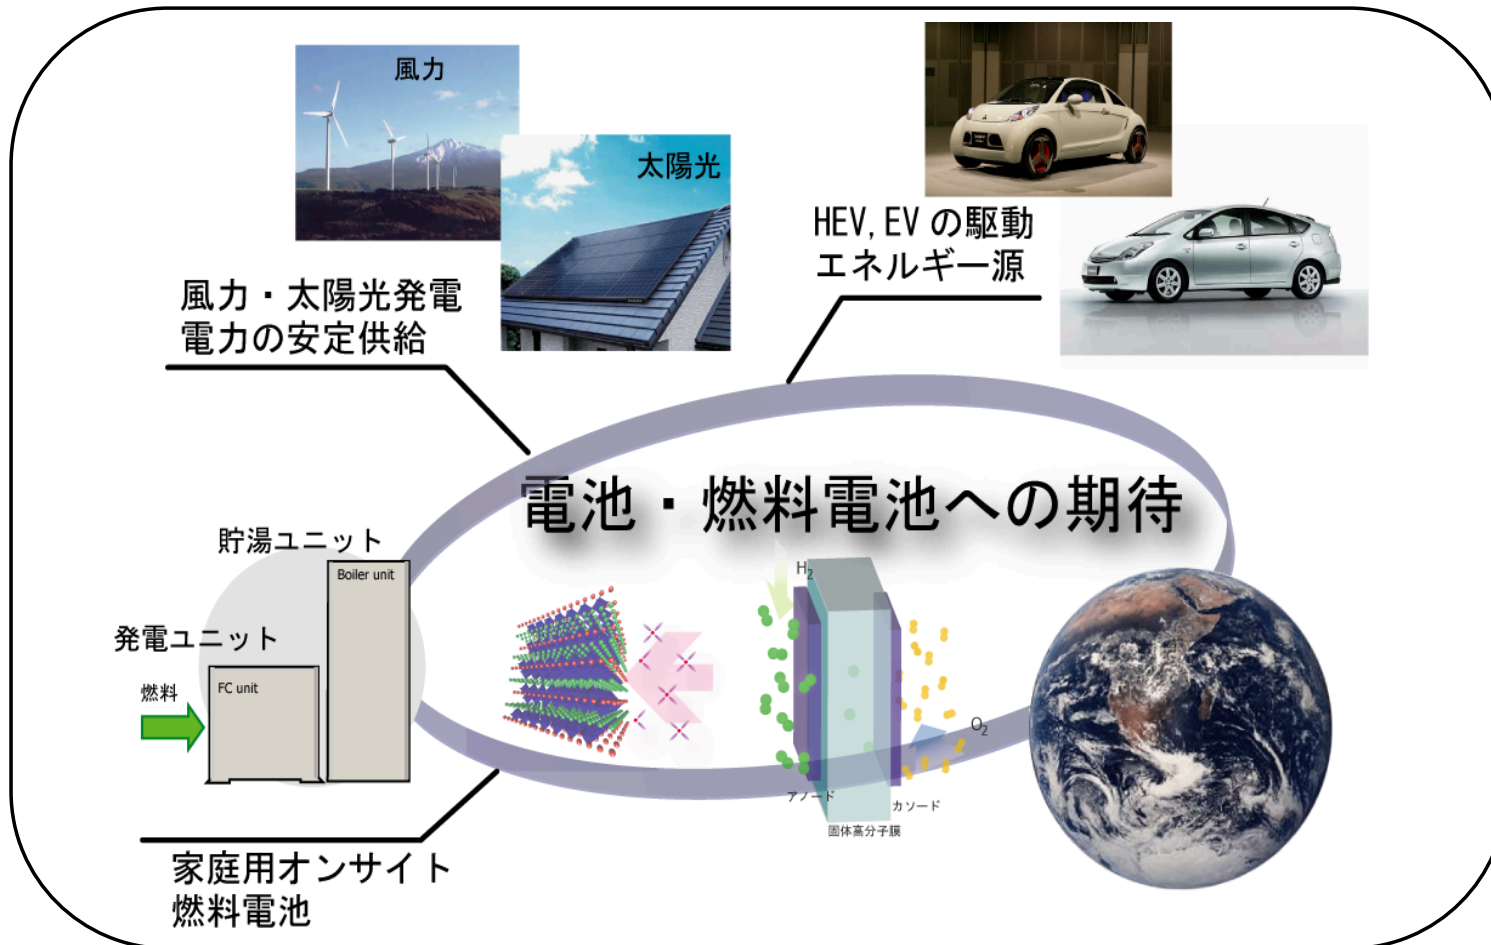 風力
太陽光
HEV, EV の駆動
エネルギー源
風力・太陽光発電
電力の安定供給
電池・燃料電池への期待
貯湯ユニット
Boiler unit
発電ユニット
燃料
FC unit
H2
O2
アノード
カソード
固体高分子膜
家庭用オンサイト
燃料電池